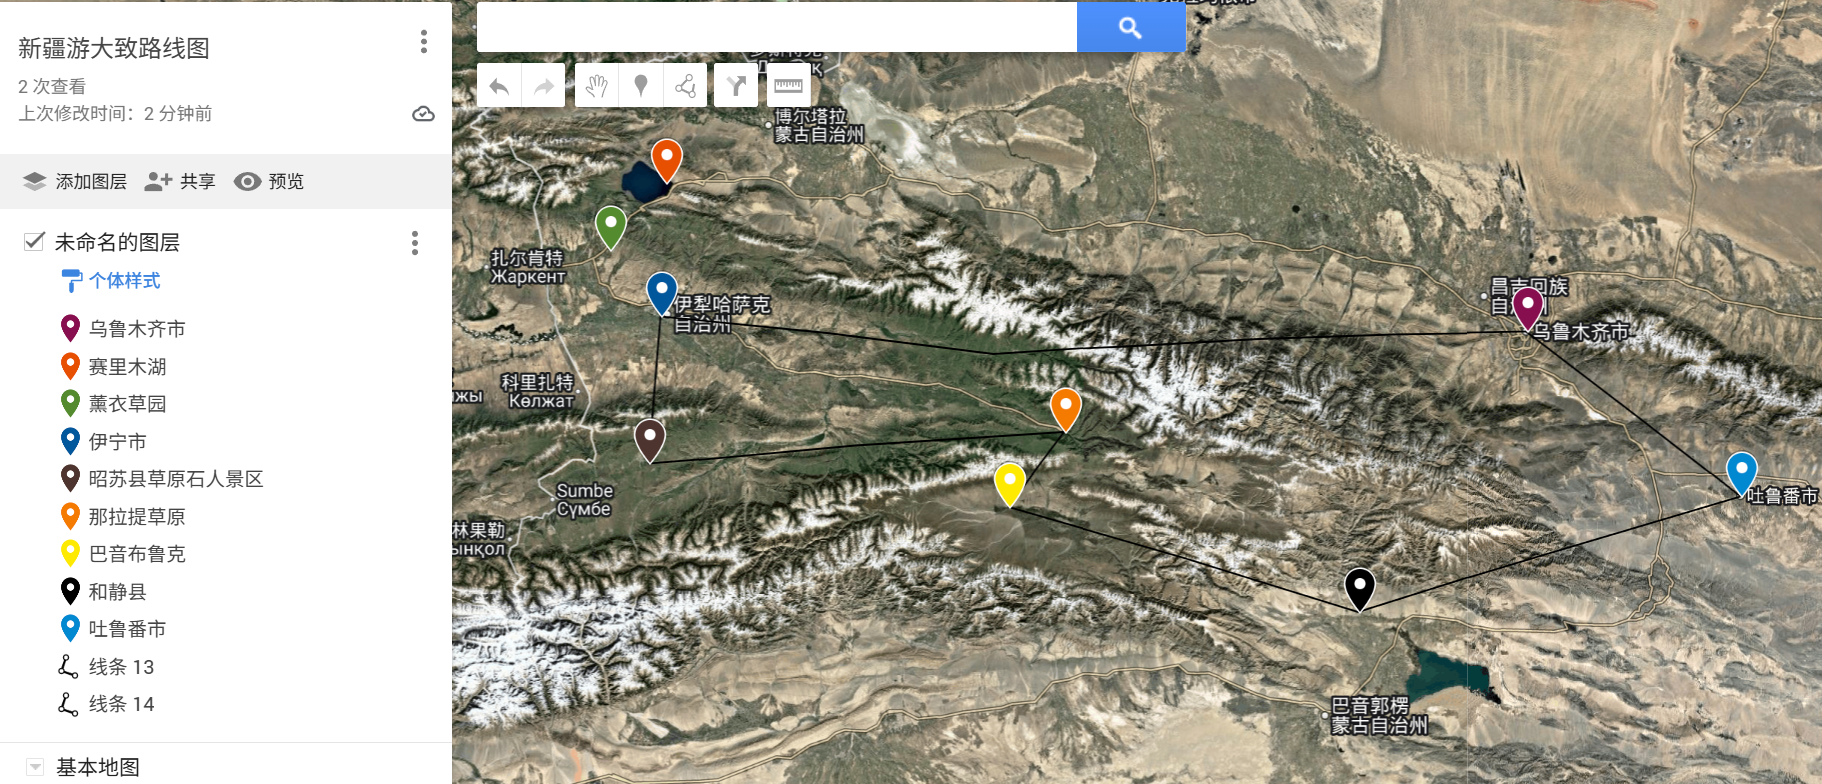 新疆游大致路线图
2 次查看
上次修改时间：2 分钟前
添加图层
共享
预览
未命名的图层
个体样式
乌鲁木齐市
赛里木湖
薰衣草园
伊宁市
昭苏县草原石人景区
那拉提草原
巴音布鲁克
和静县
吐鲁番市
线条 13
线条 14
基本地图
博尔塔拉
蒙古自治州
扎尔肯特
Жаркент
伊犁哈萨克
自治州
昌吉回族
乌鲁木齐市
科里扎特
Көлжат
жы
Sumbe
Сүмбе
林果勒
ынқол
吐鲁番市
巴音郭楞
蒙古自治州